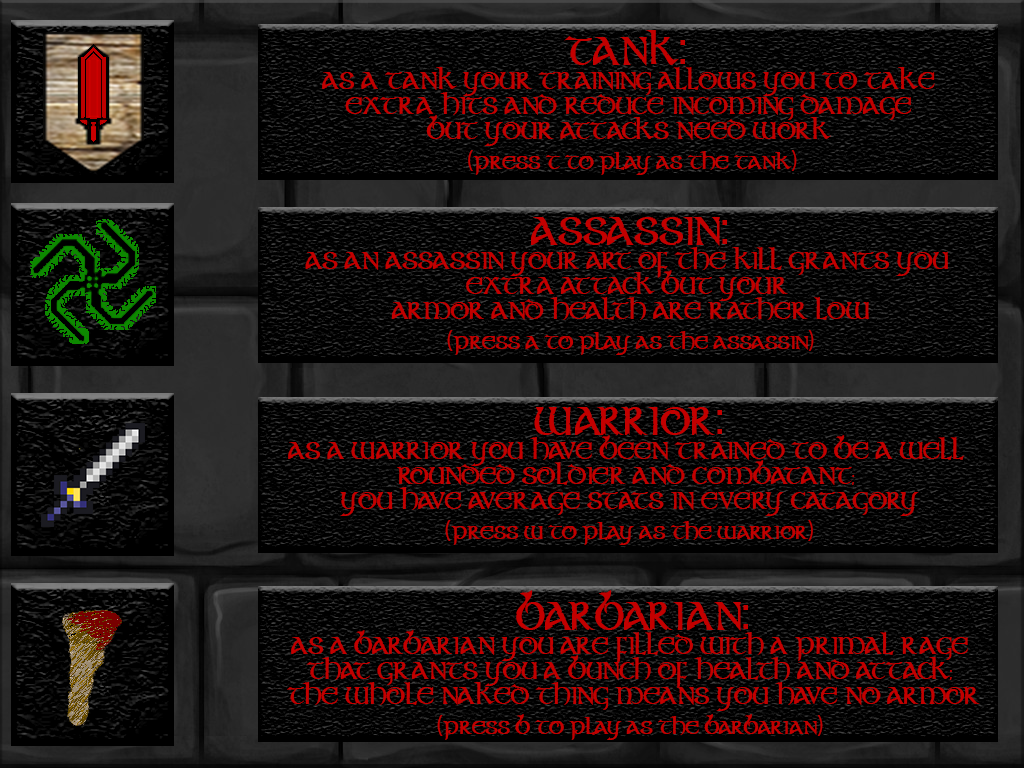 TANK:
AS A TANK YOUR TRAINING ALLOWS YOU TO TAKE
EXTRA HITS AND REDUCE INCOMING DAMAGE
BUT YOUR ATTACKS NEED WORK
(PRESS T TO PLAY AS THE TANK)
ASSASSIN:
AS AN ASSASSIN YOUR ART OF THE KILL GRANTS YOU
EXTRA ATTACK BUT YOUR
ARMOR AND HEALTH ARE RATHER LOW
(PRESS A TO PLAY AS THE ASSASSIN)
WARRIOR:
AS A WARRIOR YOU HAVE BEEN TRAINED TO BE A WELL
ROUNDED SOLDIER AND COMBATANT.
YOU HAVE AVERAGE STATS IN EVERY CATAGORY
(PRESS W TO PLAY AS THE WARRIOR)
BARBARIAN:
AS A BARBARIAN YOU ARE FILLED WITH A PRIMAL RAGE
THAT GRANTS YOU A BUNCH OF HEALTH AND ATTACK.
THE WHOLE NAKED THING MEANS YOU HAVE NO ARMOR
(PRESS B TO PLAY AS THE BARBARIAN)